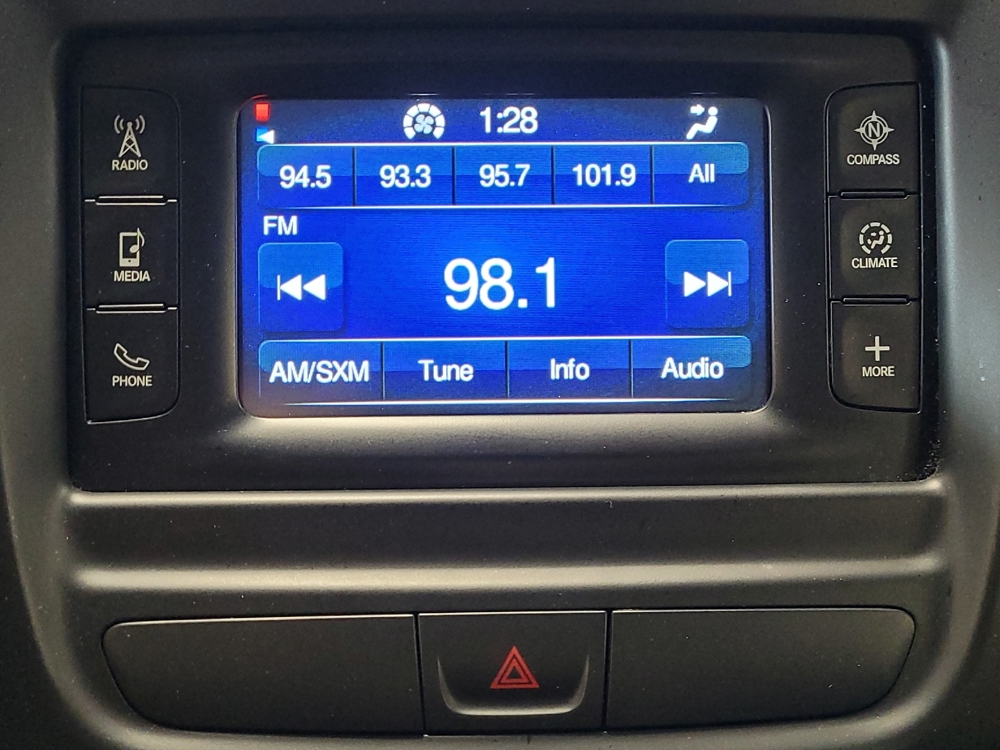 1:28
94.5 93.3 95.7 101.9 All
FM
98.1
AM/SXM Tune Info Audio
RADIO
MEDIA
PHONE
N
COMPASS
CLIMATE
MORE